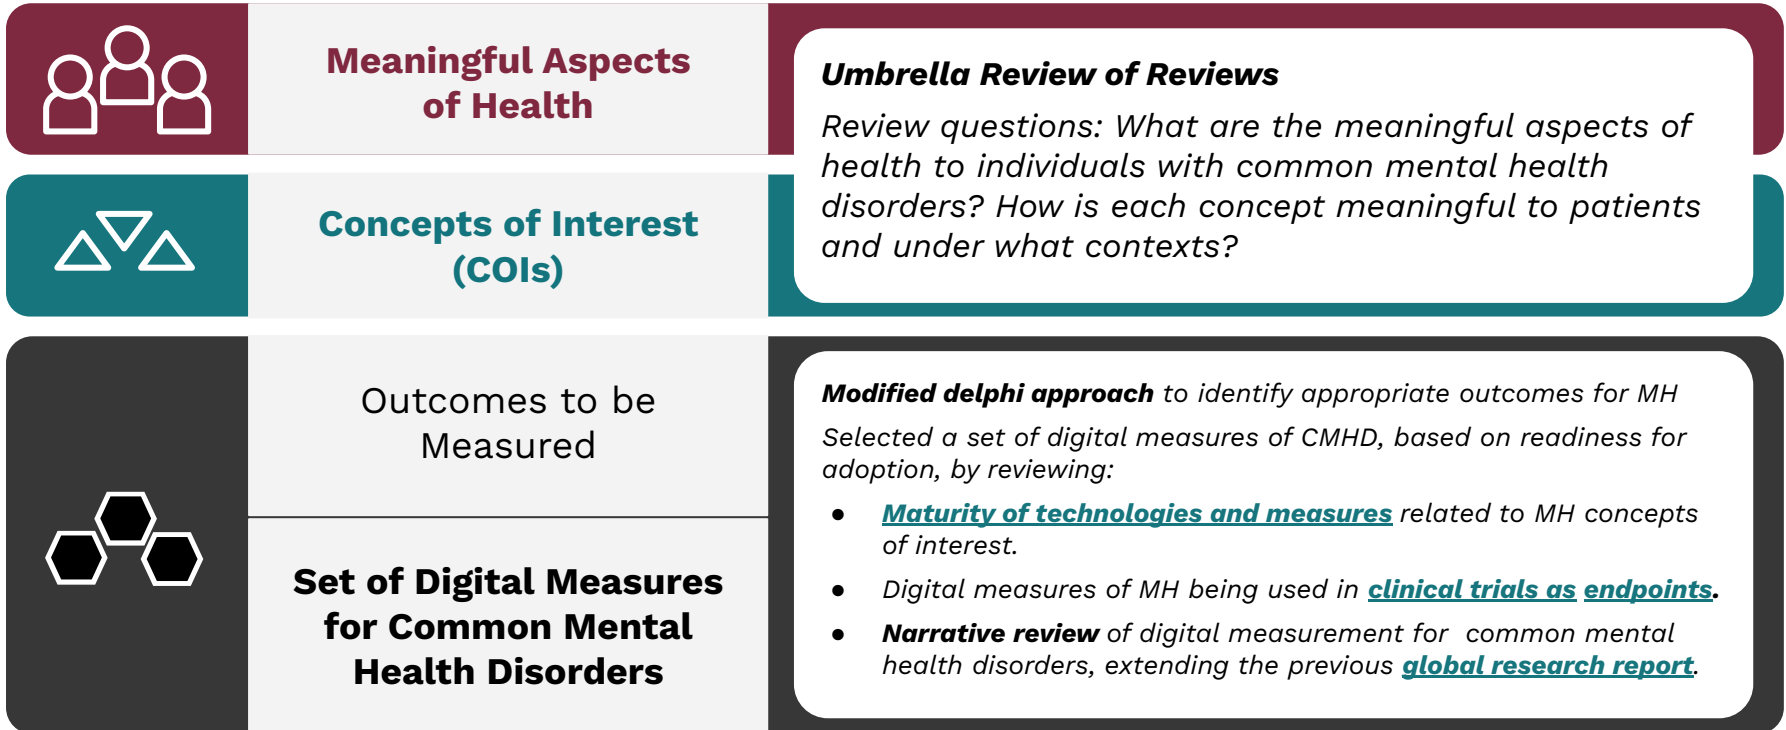 Meaningful Aspects
of Health
Umbrella Review of Reviews
Review questions: What are the meaningful aspects of
health to individuals with common mental health
disorders? How is each concept meaningful to patients
and under what contexts?
Concepts of Interest
(COIs)
Outcomes to be
Measured
Set of Digital Measures
for Common Mental
Health Disorders
Modified delphi approach to identify appropriate outcomes for MH
Selected a set of digital measures of CMHD, based on readiness for
adoption, by reviewing:
● Maturity of technologies and measures related to MH concepts
of interest.
● Digital measures of MH being used in clinical trials as endpoints.
● Narrative review of digital measurement for common mental
health disorders, extending the previous global research report.